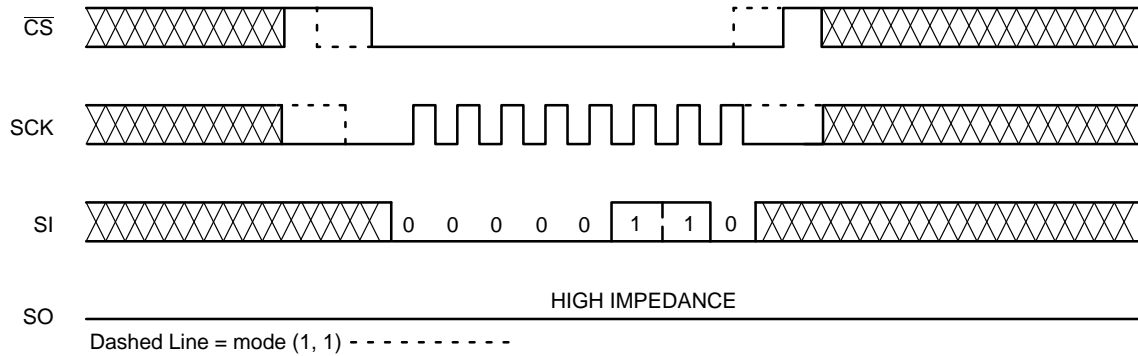 CS
SCK
SI 0 0 0 0 0 1 1 0
HIGH IMPEDANCE
SO
Dashed Line = mode (1, 1)